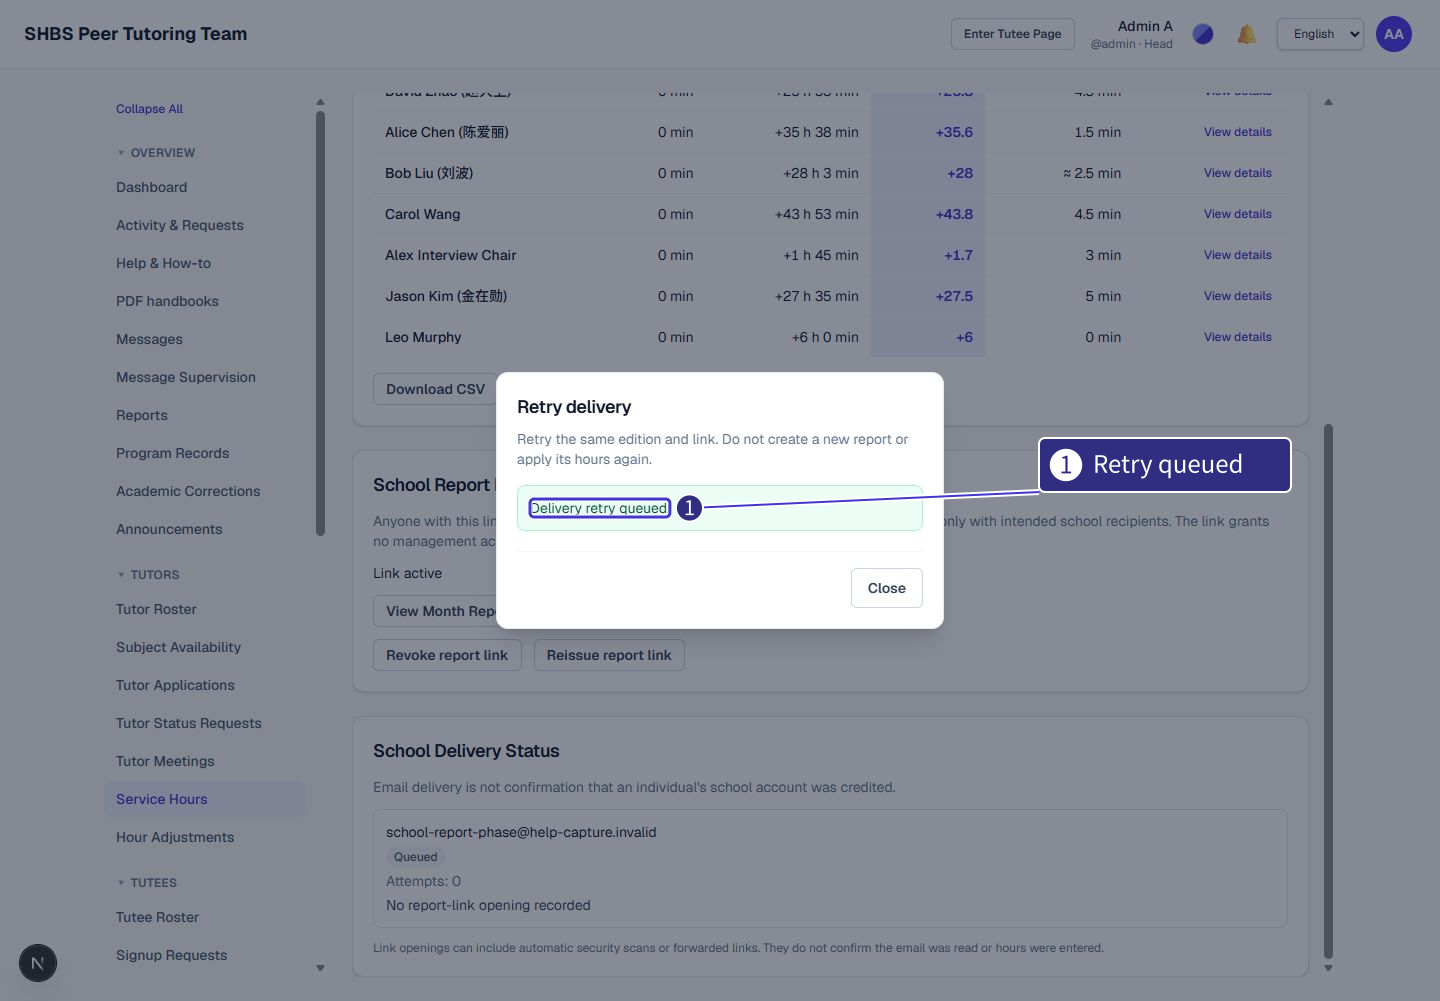 SHBS Peer Tutoring Team
Enter Tutee Page
Admin A
@admin · Head
English
AA
Collapse All
OVERVIEW
Dashboard
Activity & Requests
Help & How-to
PDF handbooks
Messages
Message Supervision
Reports
Program Records
Academic Corrections
Announcements
TUTORS
Tutor Roster
Subject Availability
Tutor Applications
Tutor Status Requests
Tutor Meetings
Service Hours
Hour Adjustments
TUTEES
Tutee Roster
Signup Requests
N
Alice Chen (陈爱丽) 0 min +35 h 38 min +35.6 1.5 min View details
Bob Liu (刘波) 0 min +28 h 3 min +28 ≈ 2.5 min View details
Carol Wang 0 min +43 h 53 min +43.8 4.5 min View details
Alex Interview Chair 0 min +1 h 45 min +1.7 3 min View details
Jason Kim (金在勋) 0 min +27 h 35 min +27.5 5 min View details
Leo Murphy 0 min +6 h 0 min +6 0 min View details
Download CSV
Retry delivery
Retry the same edition and link. Do not create a new report or
apply its hours again.
Delivery retry queued 1
1 Retry queued
Close
School Report
Anyone with this only with intended school recipients. The link grants
no management
Link active
View Month
Revoke report link Reissue report link
School Delivery Status
Email delivery is not confirmation that an individual's school account was credited.
school-report-phase@help-capture.invalid
Queued
Attempts: 0
No report-link opening recorded
Link openings can include automatic security scans or forwarded links. They do not confirm the email was read or hours were entered.